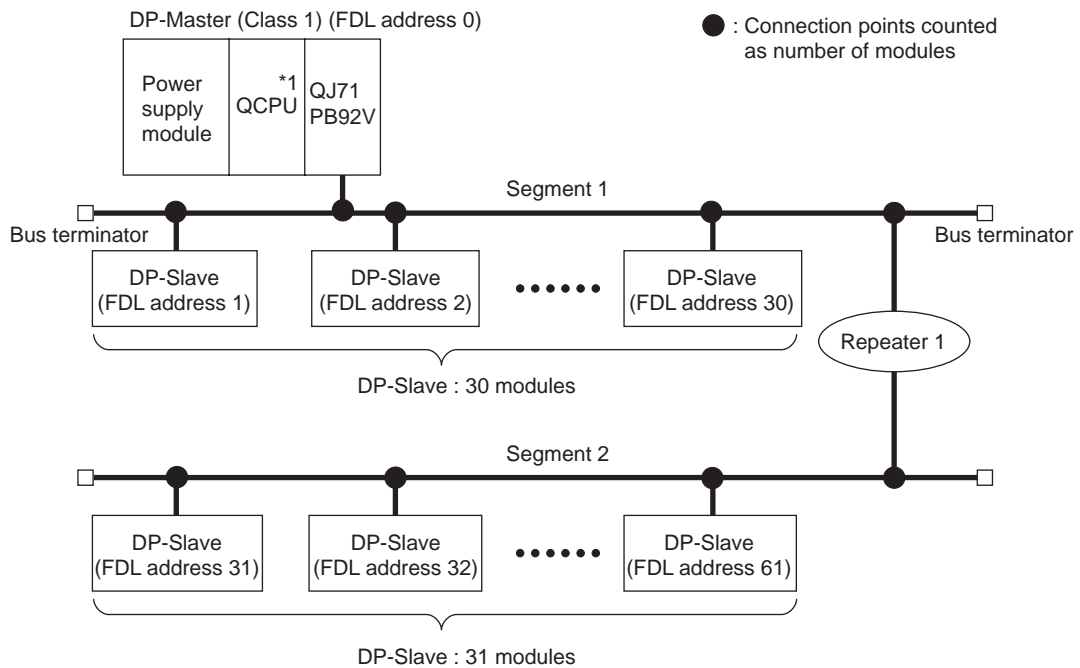 DP-Master (Class 1) (FDL address 0)
: Connection points counted
as number of modules
Power
supply
module
*1
QCPU
QJ71
PB92V
Segment 1
Bus terminator
Bus terminator
DP-Slave
(FDL address 1)
DP-Slave
(FDL address 2)
DP-Slave
(FDL address 30)
Repeater 1
DP-Slave : 30 modules
Segment 2
DP-Slave
(FDL address 31)
DP-Slave
(FDL address 32)
DP-Slave
(FDL address 61)
DP-Slave : 31 modules